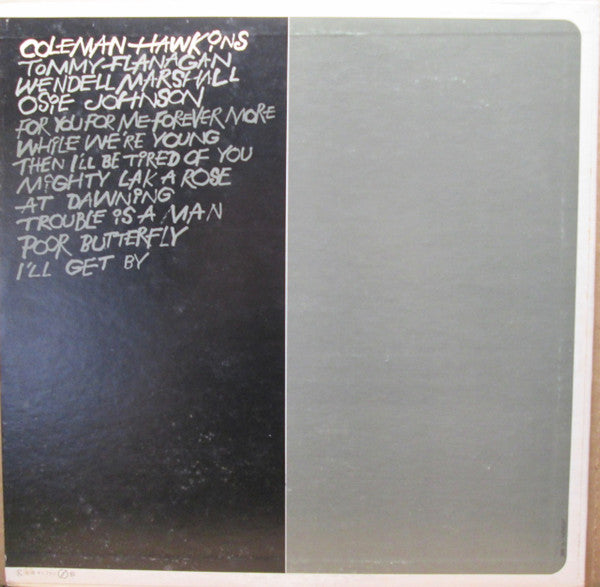 COLEMAN HAWKINS
TOMMY FLANAGAN
WENDELL MARSHALL
OSIE JOHNSON
FOR YOU FOR ME FOREVER MORE
WHILE WE'RE YOUNG
THEN I'LL BE TIRED OF YOU
MIGHTY LAK A ROSE
AT DAWNING
TROUBLE IS A MAN
POOR BUTTERFLY
I'LL GET BY